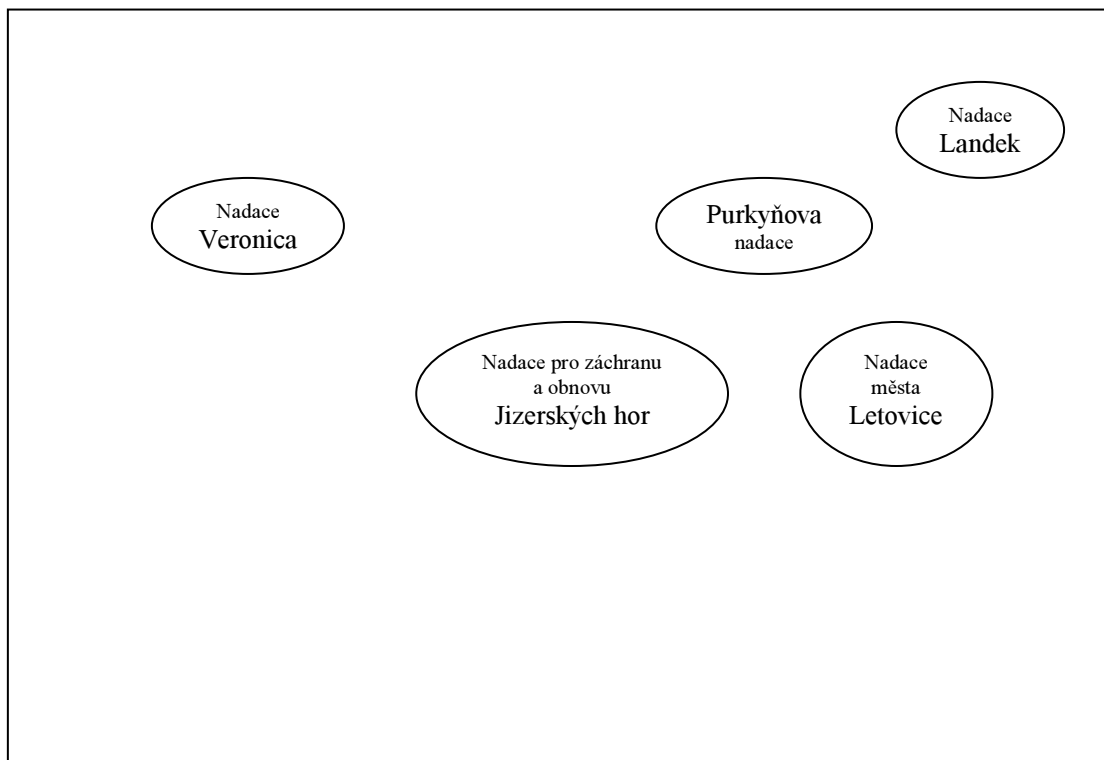 Nadace
Landek
Nadace
Veronica
Purkyňova
nadace
Nadace pro záchranu
a obnovu
Jizerských hor
Nadace
města
Letovice